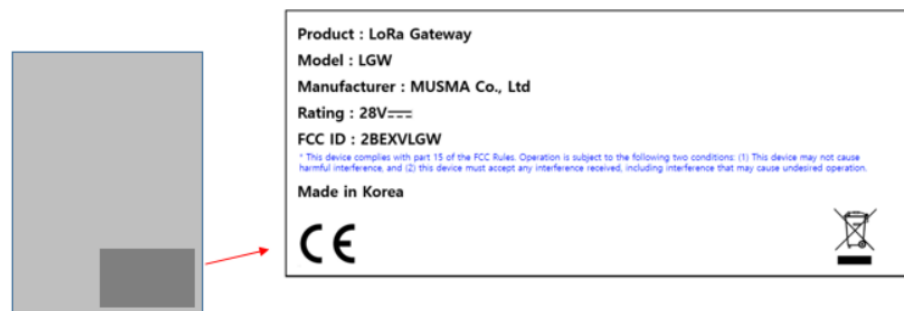 Product : LoRa Gateway
Model : LGW
Manufacturer : MUSMA Co., Ltd
Rating : 28V⎓
FCC ID : 2BEXVLGW
* This device complies with part 15 of the FCC Rules. Operation is subject to the following two conditions: (1) This device may not cause
harmful interference, and (2) this device must accept any interference received, including interference that may cause undesired operation.
Made in Korea
CE